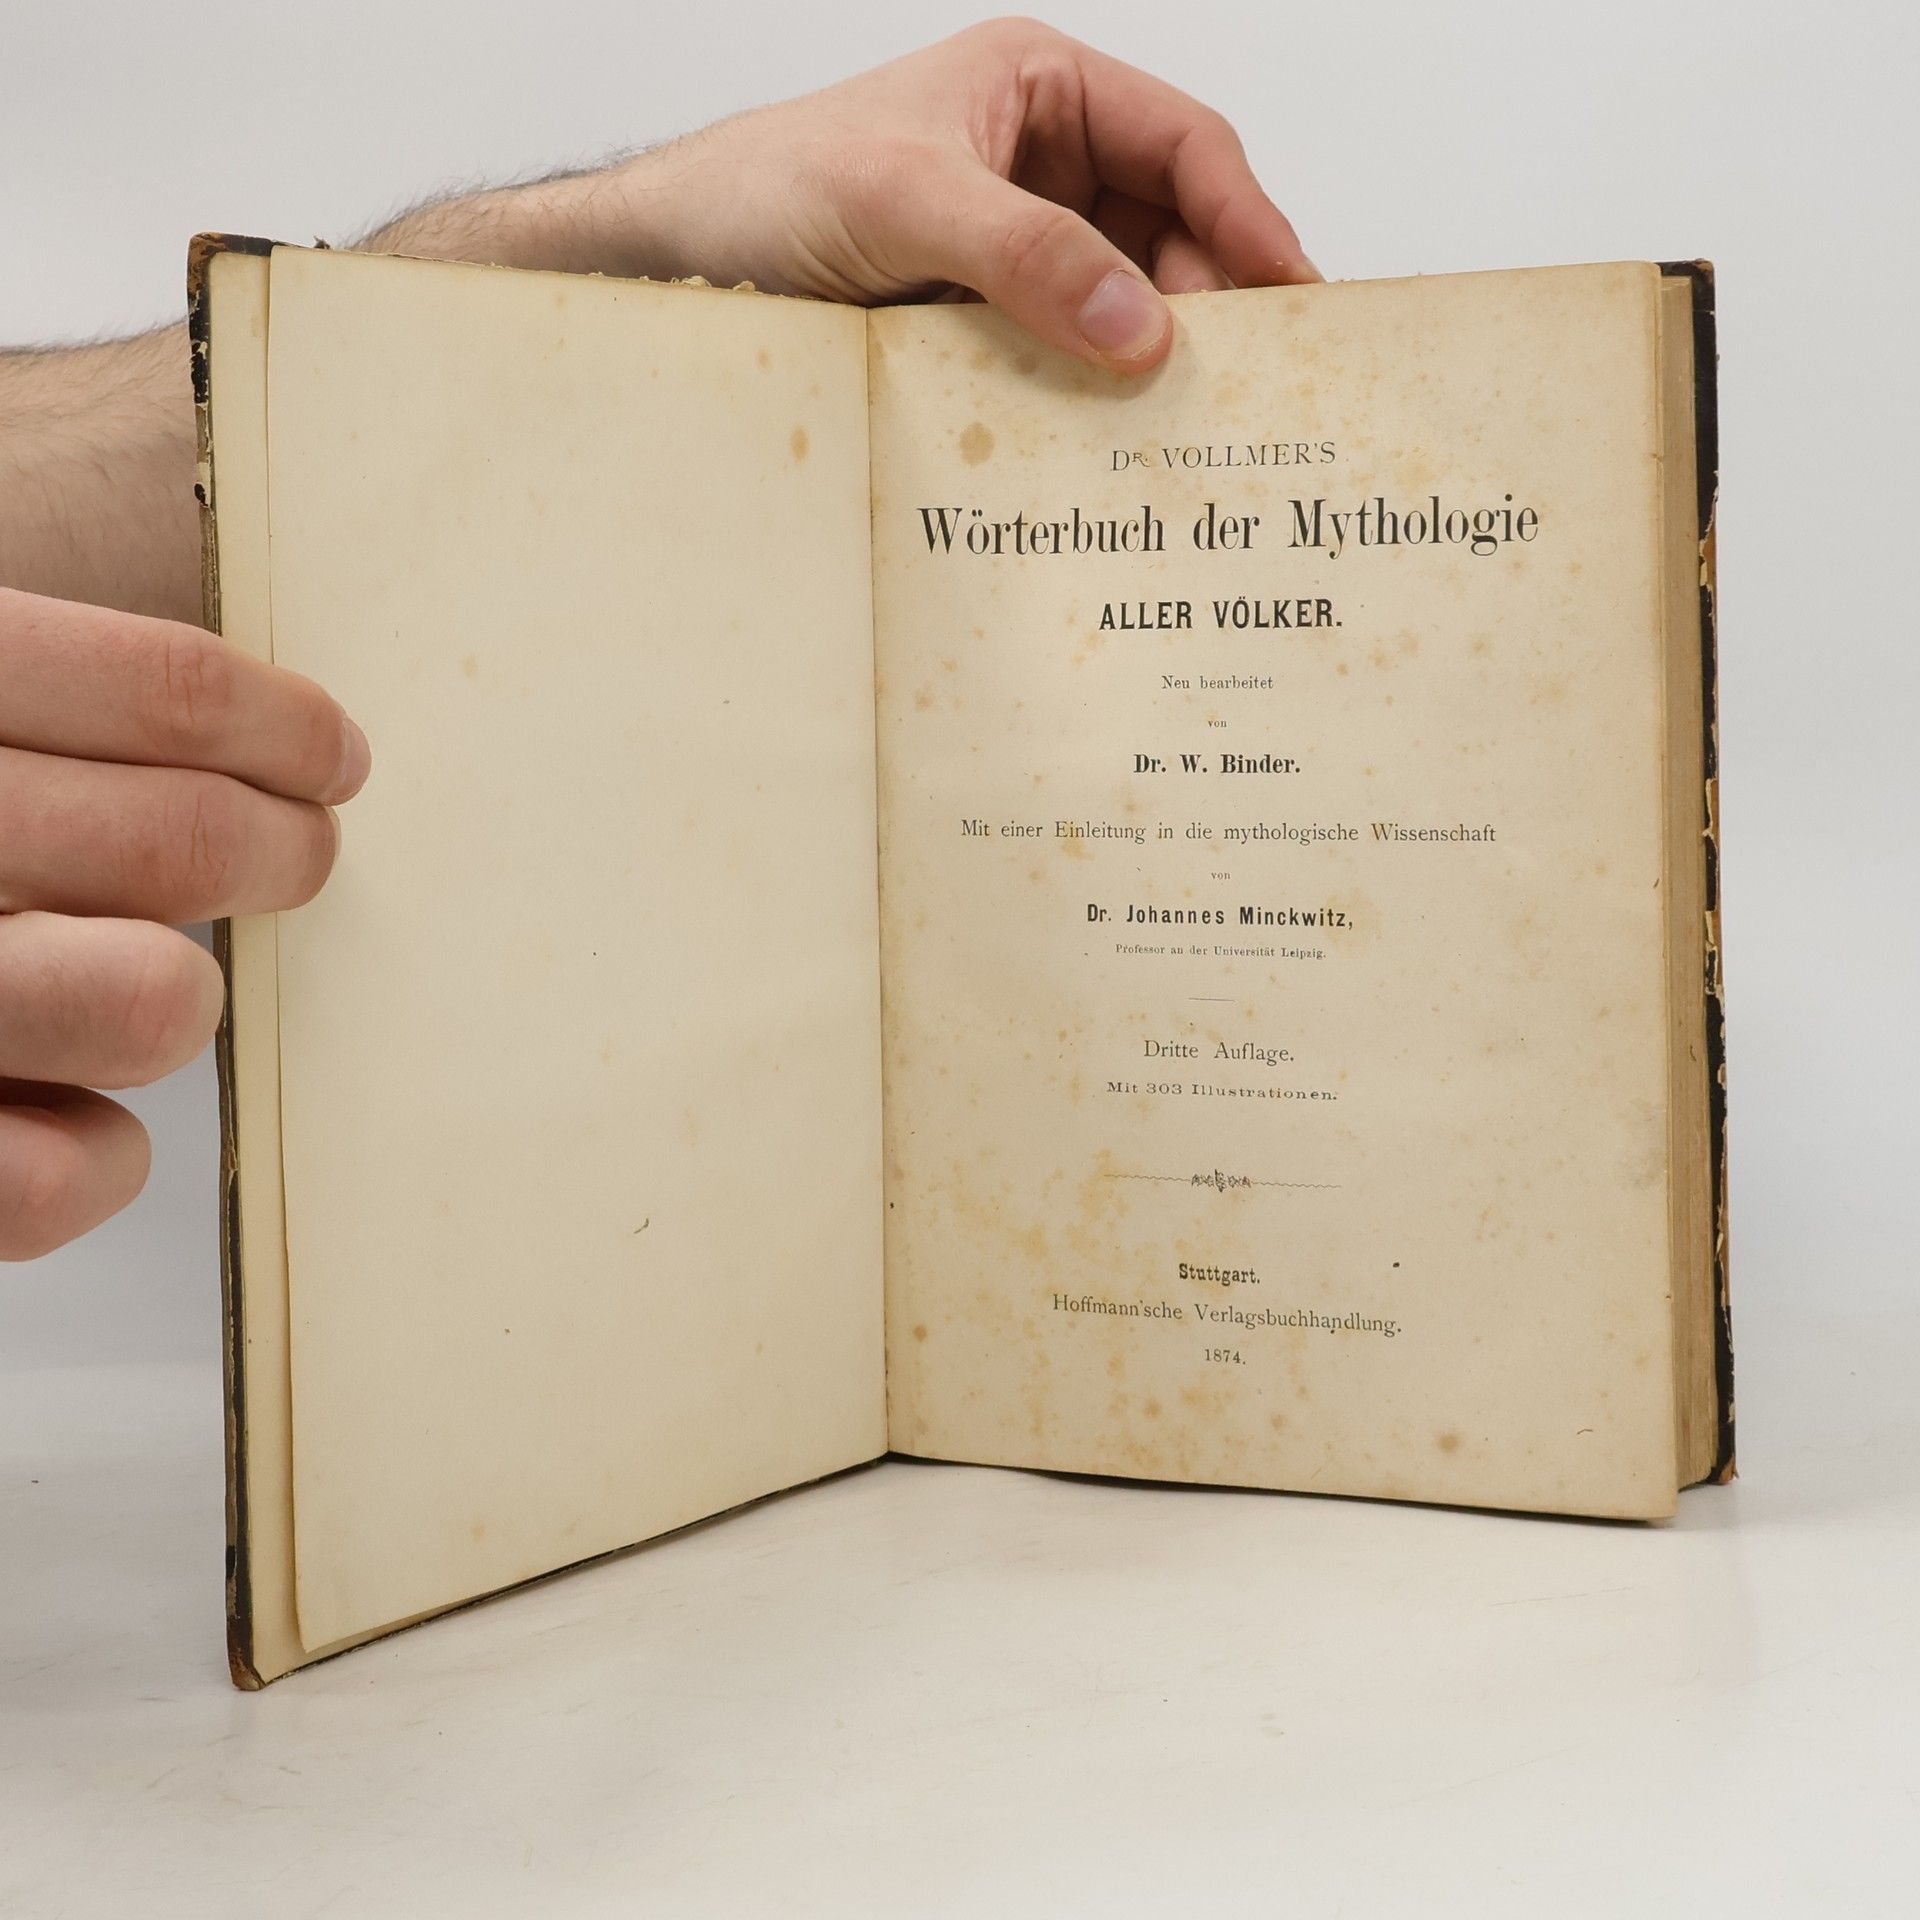 DR. VOLLMER'S
Wörterbuch der Mythologie
ALLER VÖLKER.
Neu bearbeitet
von
Dr. W. Binder.
Mit einer Einleitung in die mythologische Wissenschaft
von
Dr. Johannes Minckwitz,
Professor an der Universität Leipzig.
Dritte Auflage.
Mit 303 Illustrationen.
Stuttgart.
Hoffmann'sche Verlagsbuchhandlung.
1874.